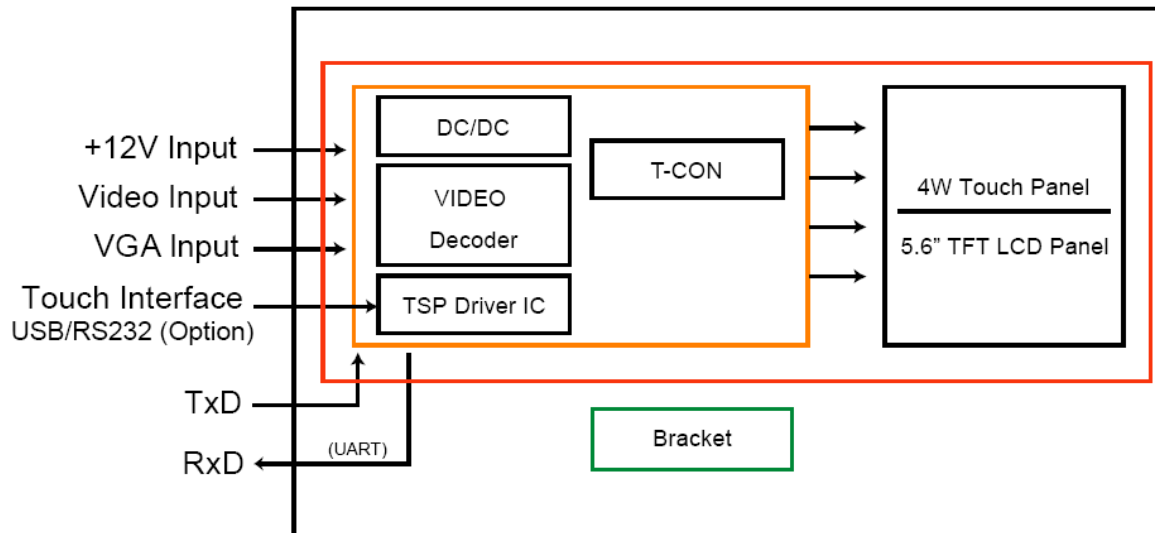 +12V Input
Video Input
VGA Input
Touch Interface
USB/RS232 (Option)
TxD
RxD
(UART)
DC/DC
VIDEO
Decoder
TSP Driver IC
T-CON
4W Touch Panel
5.6” TFT LCD Panel
Bracket